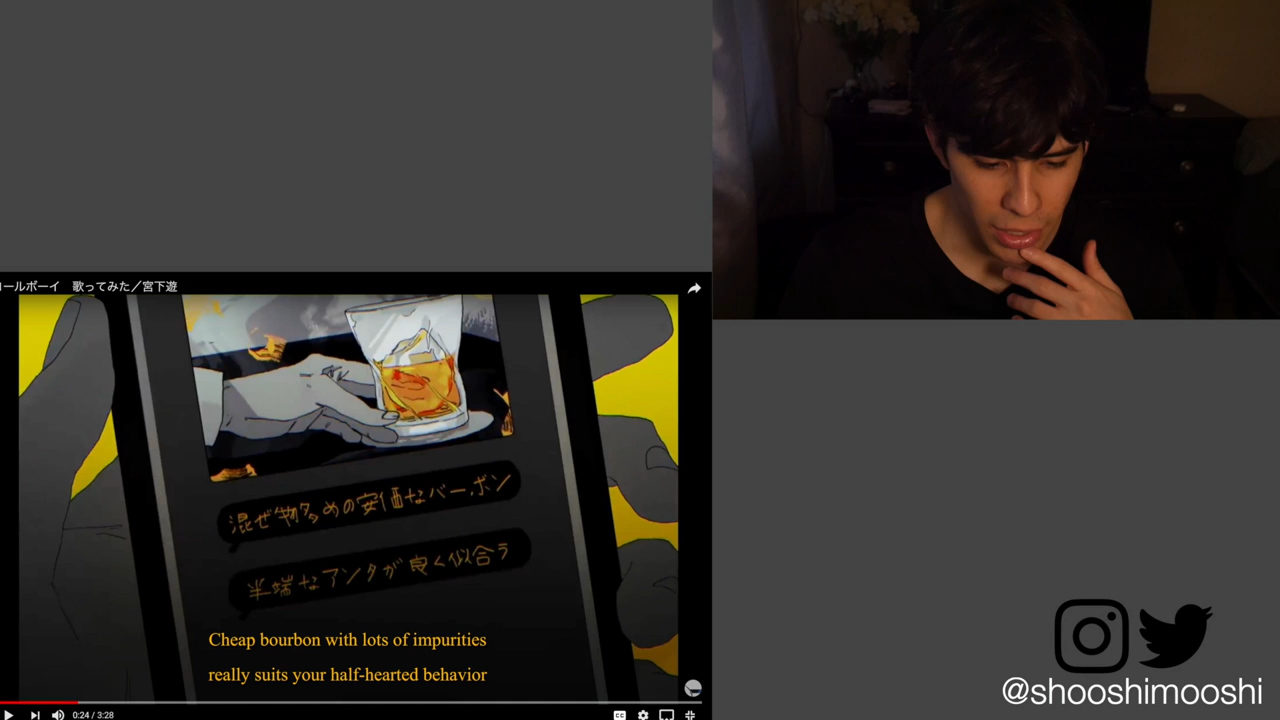 ールボーイ 歌ってみた／宮下遊
混ぜ物多めの安価なバーボン
半端なアンタが良く似合う
Cheap bourbon with lots of impurities
really suits your half-hearted behavior
0:24 / 3:28
CC
@shooshimooshi